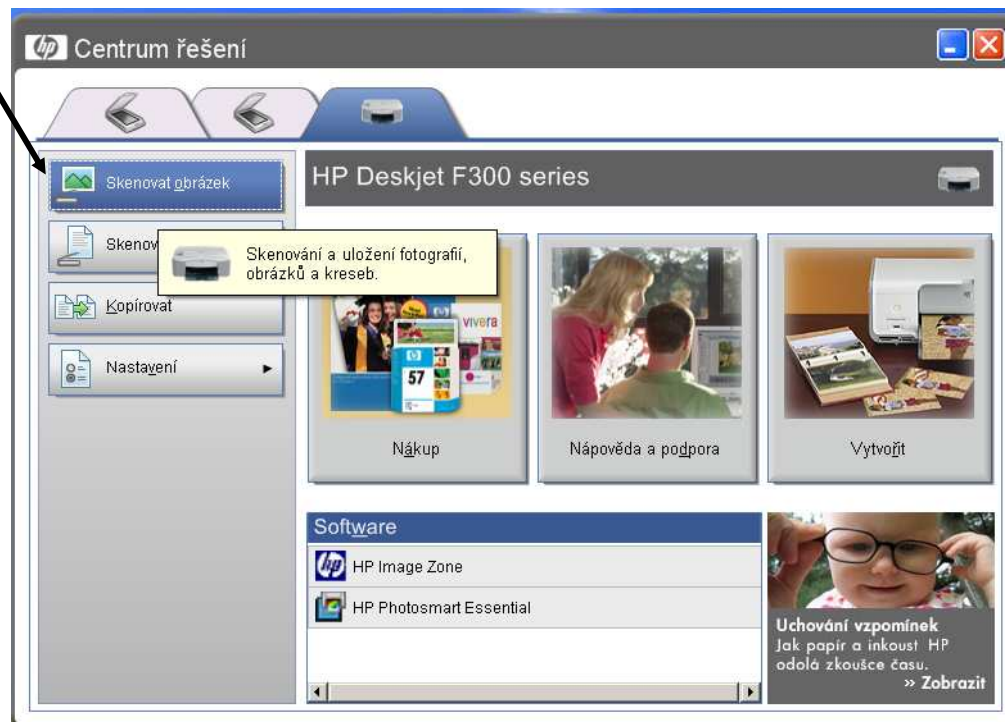 hp Centrum řešení
Skenovat obrázek
HP Deskjet F300 series
Skenov
Skenování a uložení fotografií,
obrázků a kreseb.
Kopírovat
Nastavení
vivera
57
Nákup
Nápověda a podpora
Vytvořit
Software
hp HP Image Zone
HP Photosmart Essential
Uchování vzpomínek
Jak papír a inkoust HP
odolá zkoušce času.
» Zobrazit